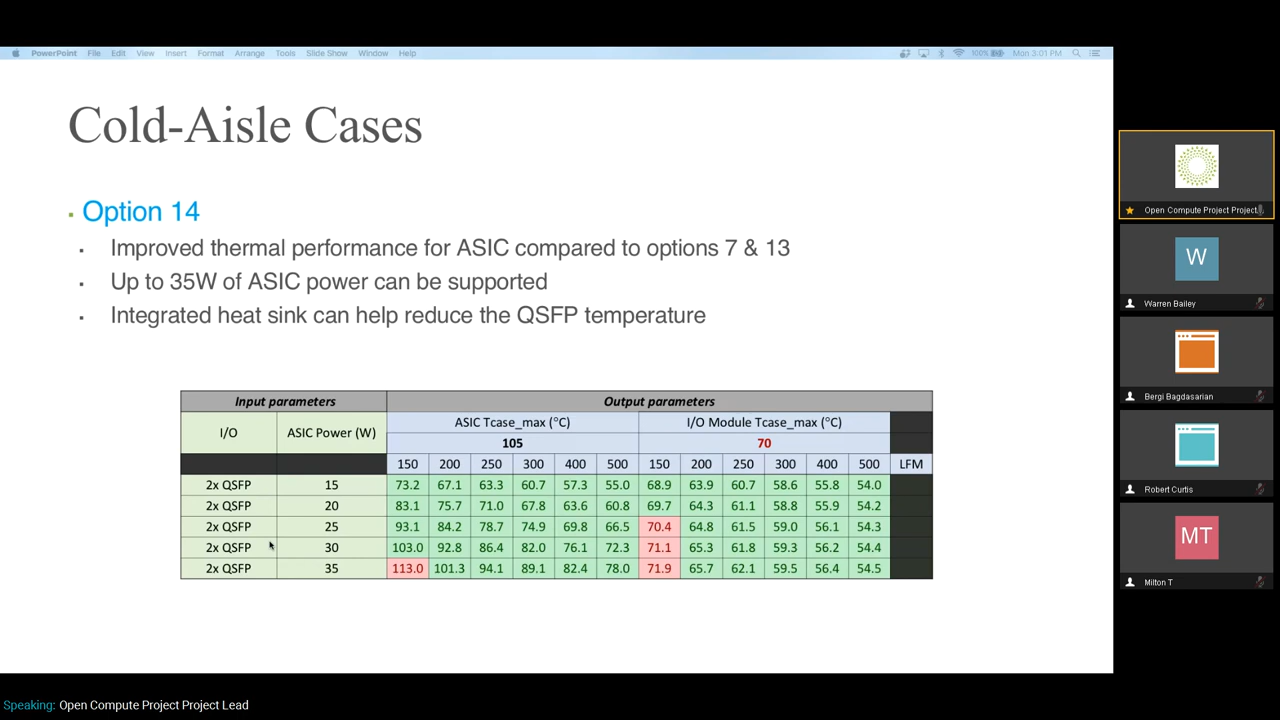 PowerPoint File Edit View Insert Format Arrange Tools Slide Show Window Help 100% Mon 3:01 PM
Cold-Aisle Cases
▪ Option 14
▪ Improved thermal performance for ASIC compared to options 7 & 13
▪ Up to 35W of ASIC power can be supported
▪ Integrated heat sink can help reduce the QSFP temperature
Input parameters Output parameters
I/O ASIC Power (W) ASIC Tcase_max (°C) I/O Module Tcase_max (°C)
105 70
150 200 250 300 400 500 150 200 250 300 400 500 LFM
2x QSFP 15 73.2 67.1 63.3 60.7 57.3 55.0 68.9 63.9 60.7 58.6 55.8 54.0
2x QSFP 20 83.1 75.7 71.0 67.8 63.6 60.8 69.7 64.3 61.1 58.8 55.9 54.2
2x QSFP 25 93.1 84.2 78.7 74.9 69.8 66.5 70.4 64.8 61.5 59.0 56.1 54.3
2x QSFP 30 103.0 92.8 86.4 82.0 76.1 72.3 71.1 65.3 61.8 59.3 56.2 54.4
2x QSFP 35 113.0 101.3 94.1 89.1 82.4 78.0 71.9 65.7 62.1 59.5 56.4 54.5
Open Compute Project Project
W
Warren Bailey
Bergi Bagdasarian
Robert Curtis
MT
Milton T
Speaking: Open Compute Project Project Lead